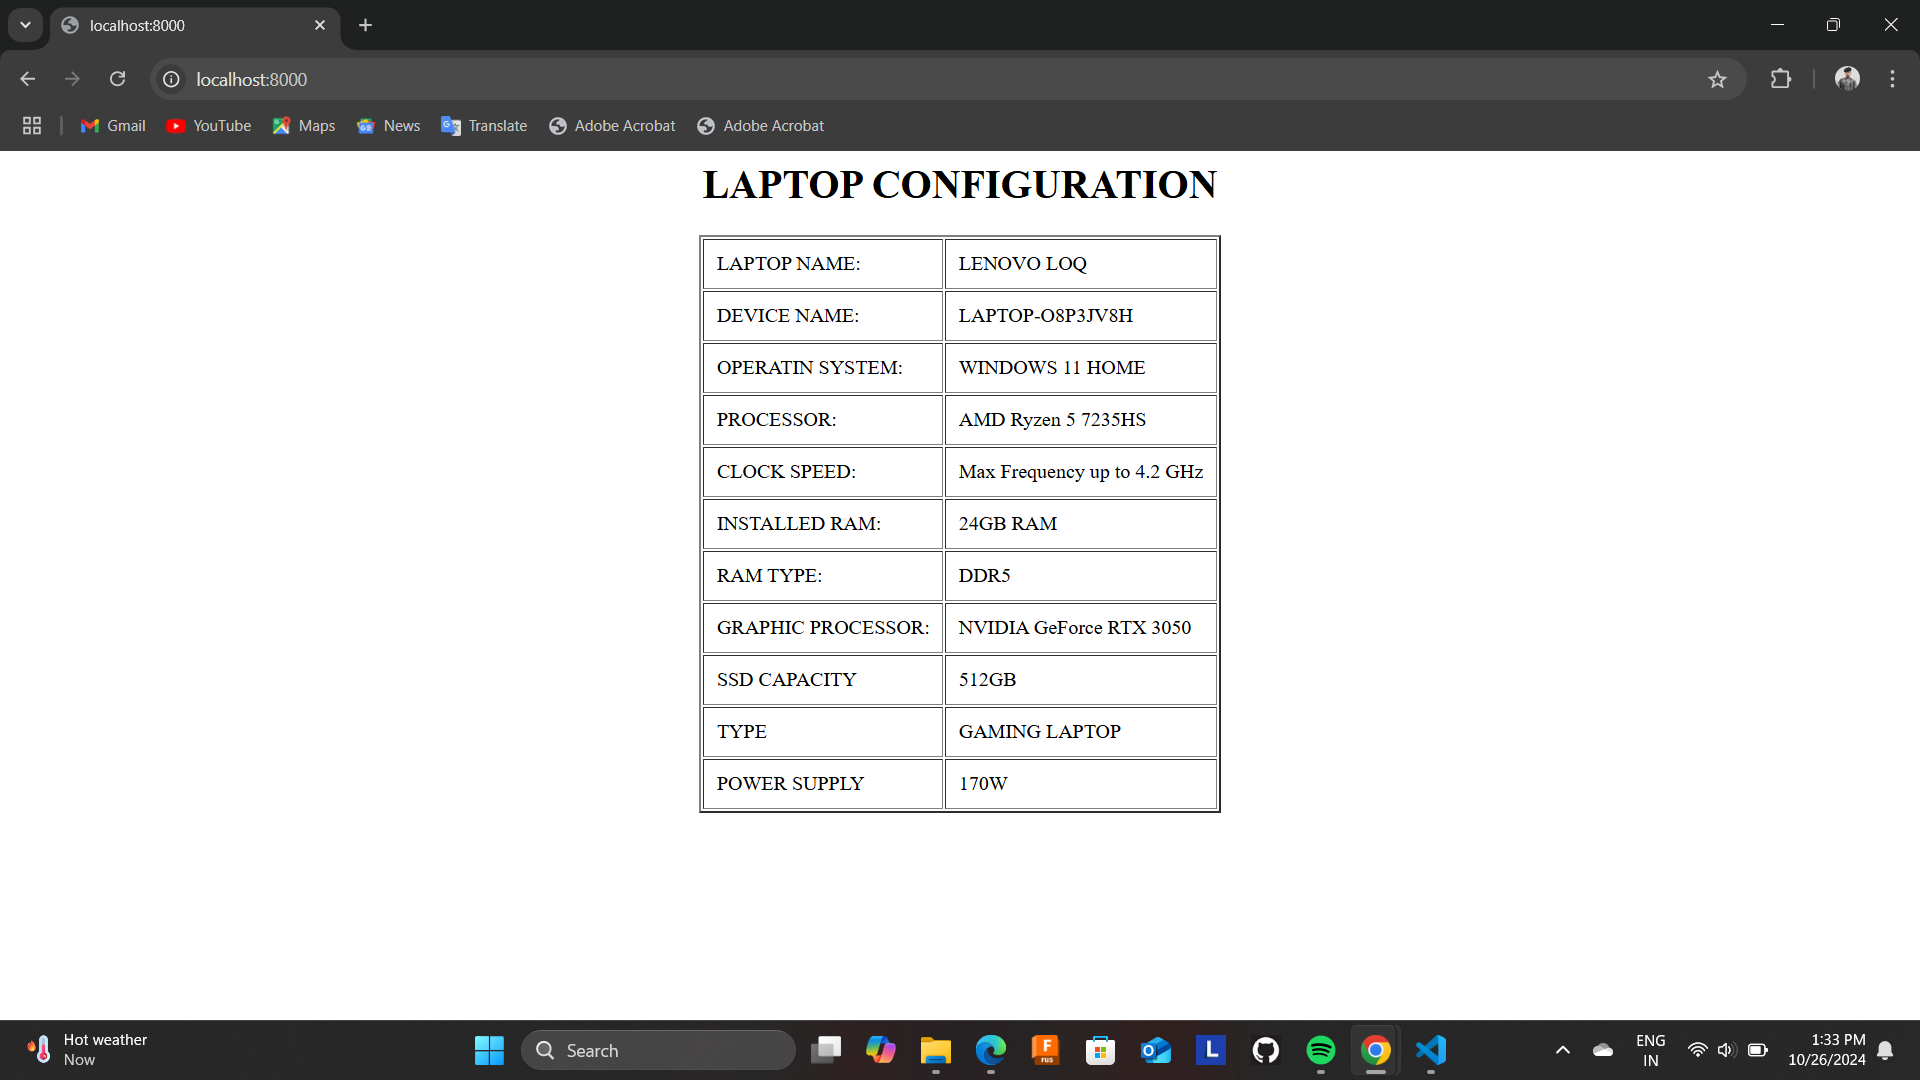 localhost:8000
localhost:8000
Gmail YouTube Maps News Translate Adobe Acrobat Adobe Acrobat
LAPTOP CONFIGURATION
LAPTOP NAME: LENOVO LOQ
DEVICE NAME: LAPTOP-O8P3JV8H
OPERATIN SYSTEM: WINDOWS 11 HOME
PROCESSOR: AMD Ryzen 5 7235HS
CLOCK SPEED: Max Frequency up to 4.2 GHz
INSTALLED RAM: 24GB RAM
RAM TYPE: DDR5
GRAPHIC PROCESSOR: NVIDIA GeForce RTX 3050
SSD CAPACITY 512GB
TYPE GAMING LAPTOP
POWER SUPPLY 170W
Hot weather
Now
Search
F
FUS
L
ENG
IN
1:33 PM
10/26/2024